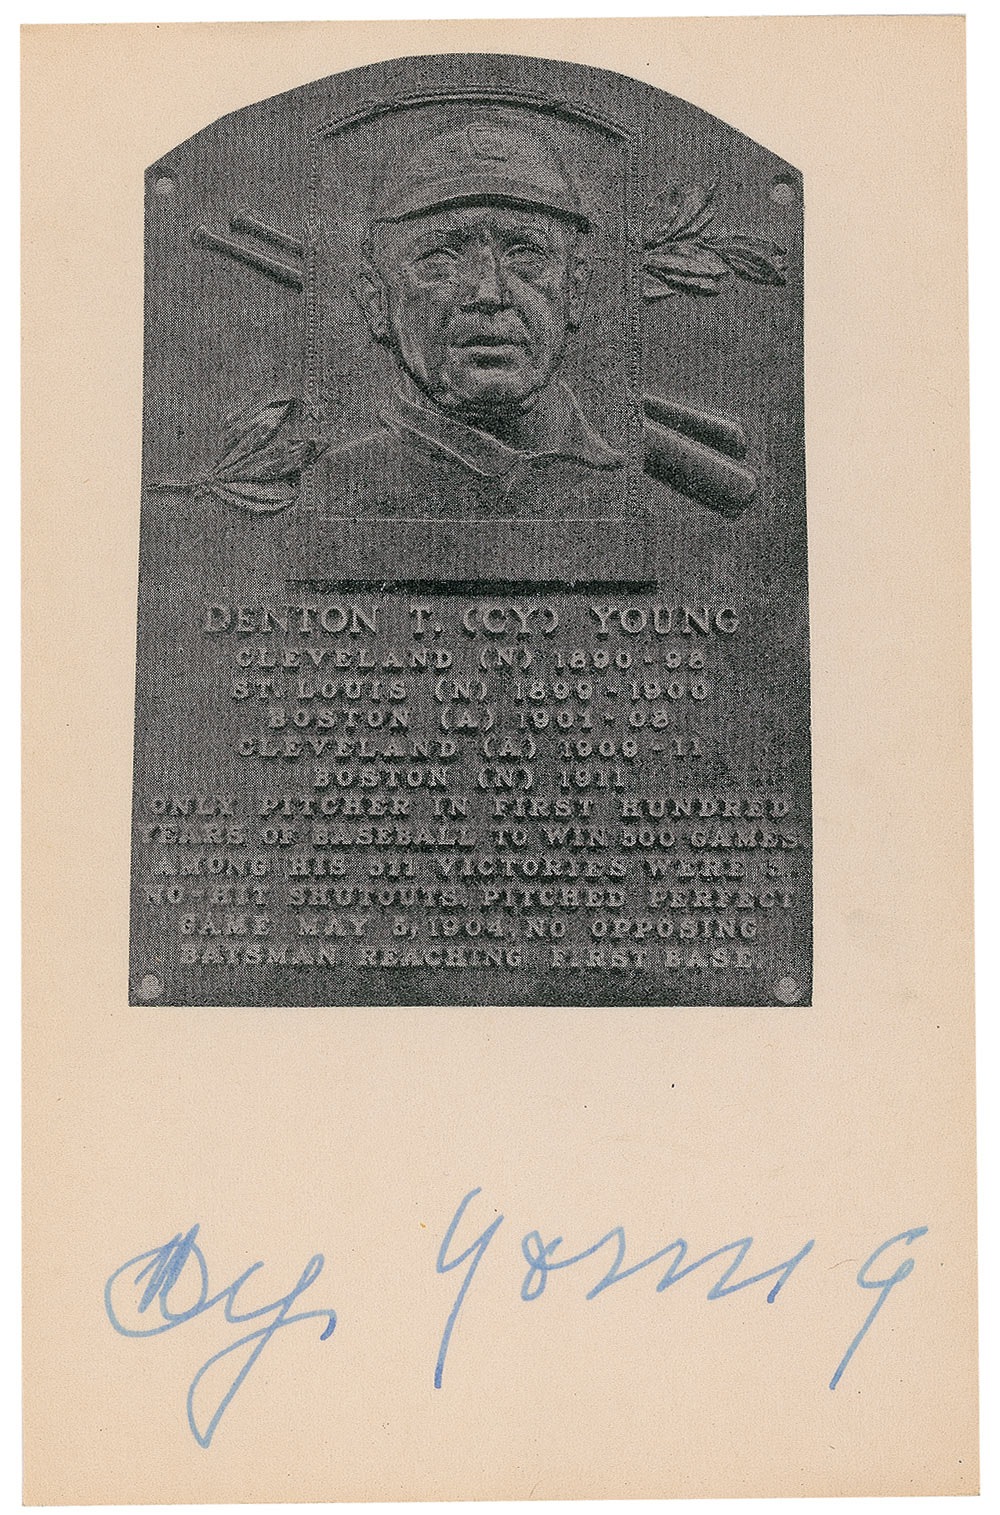 DENTON T. (CY) YOUNG
CLEVELAND (N) 1890-98
ST. LOUIS (N) 1899-1900
BOSTON (A) 1901-08
CLEVELAND (A) 1909-11
BOSTON (N) 1911
ONLY PITCHER IN FIRST HUNDRED
YEARS OF BASEBALL TO WIN 500 GAMES.
AMONG HIS 511 VICTORIES WERE 3
NO-HIT SHUTOUTS. PITCHED PERFECT
GAME MAY 5, 1904, NO OPPOSING
BATSMAN REACHING FIRST BASE.
Cy Young